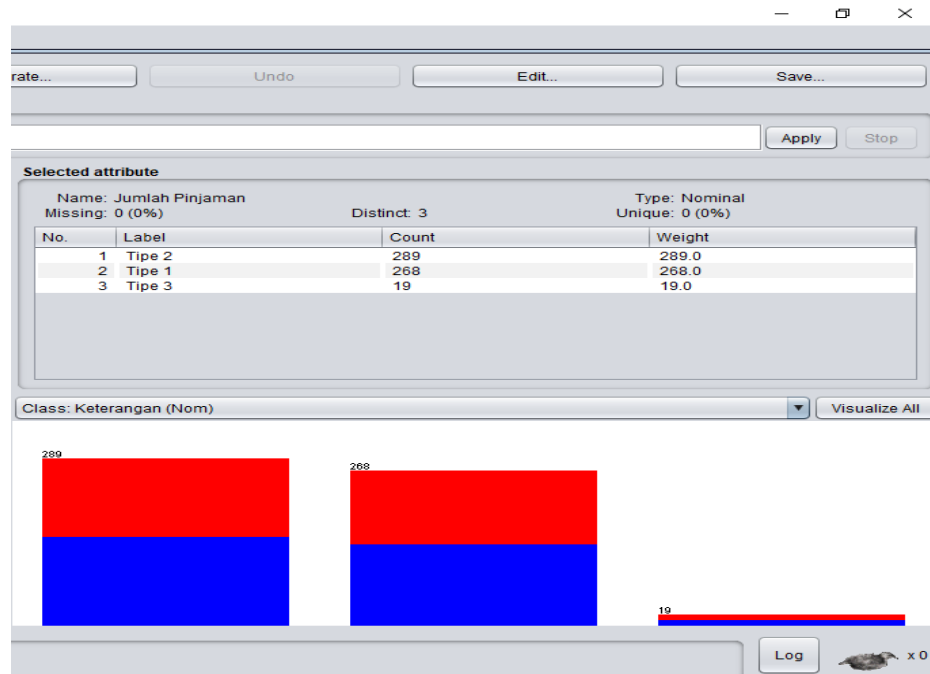 rate... Undo Edit... Save...
Apply Stop
Selected attribute
Name: Jumlah Pinjaman Type: Nominal
Missing: 0 (0%) Distinct: 3 Unique: 0 (0%)
No. Label Count Weight
1 Tipe 2 289 289.0
2 Tipe 1 268 268.0
3 Tipe 3 19 19.0
Class: Keterangan (Nom) Visualize All
289
268
19
Log x 0